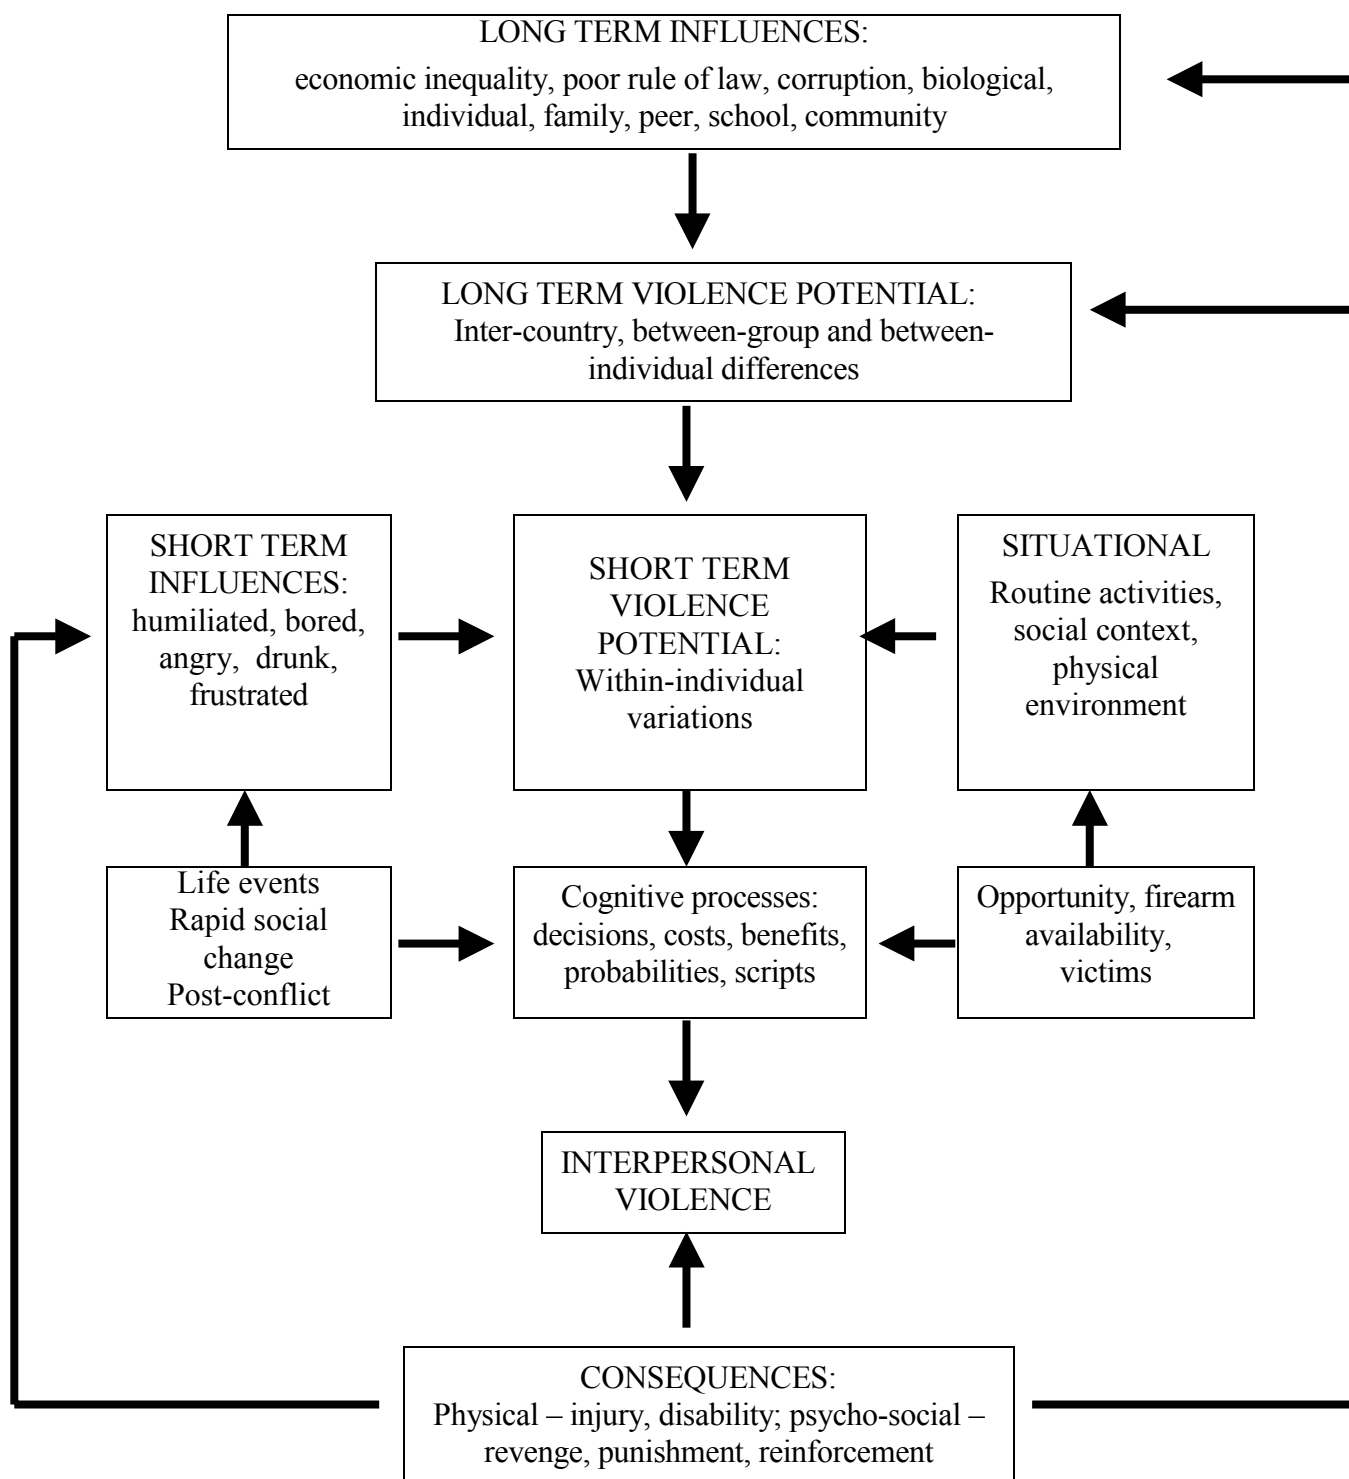 LONG TERM INFLUENCES:
economic inequality, poor rule of law, corruption, biological,
individual, family, peer, school, community
LONG TERM VIOLENCE POTENTIAL:
Inter-country, between-group and between-
individual differences
SHORT TERM
INFLUENCES:
humiliated, bored,
angry, drunk,
frustrated
SHORT TERM
VIOLENCE
POTENTIAL:
Within-individual
variations
SITUATIONAL
Routine activities,
social context,
physical
environment
Life events
Rapid social
change
Post-conflict
Cognitive processes:
decisions, costs, benefits,
probabilities, scripts
Opportunity, firearm
availability,
victims
INTERPERSONAL
VIOLENCE
CONSEQUENCES:
Physical – injury, disability; psycho-social –
revenge, punishment, reinforcement